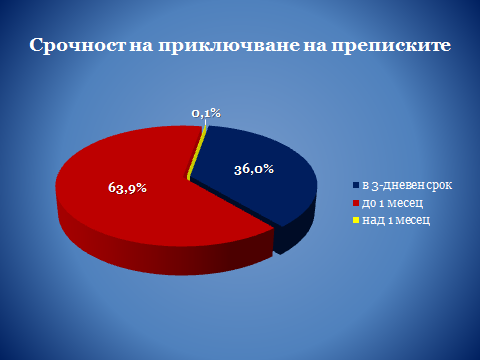 Срочност на приключване на преписките
0,1%
36,0%
63,9%
в 3-дневен срок
до 1 месец
над 1 месец